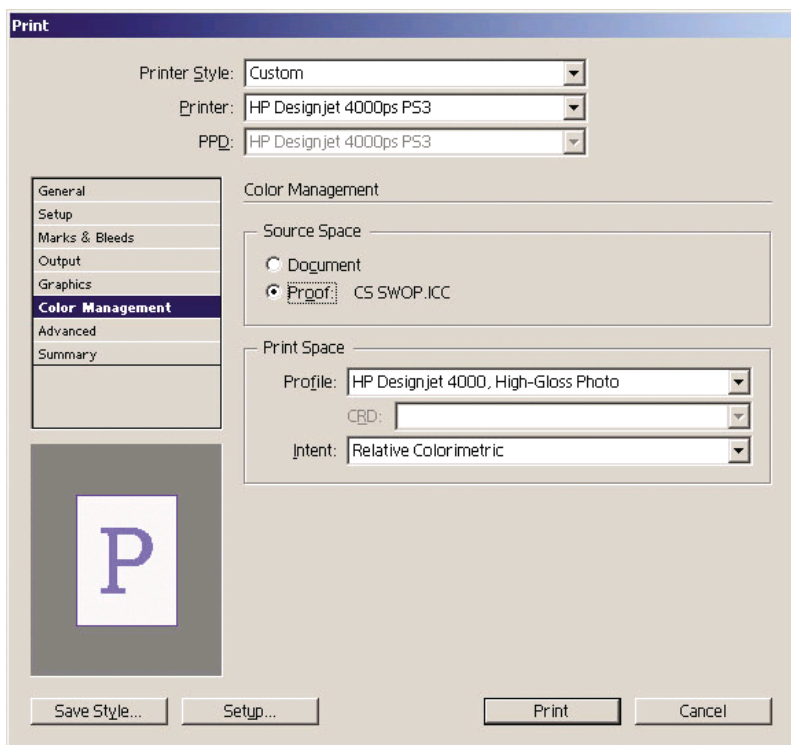 Print
Printer Style: Custom
Printer: HP Designjet 4000ps PS3
PPD: HP Designjet 4000ps PS3
General
Setup
Marks & Bleeds
Output
Graphics
Color Management
Advanced
Summary
Color Management
Source Space
Document
Proof: CS SWOP.ICC
Print Space
Profile: HP Designjet 4000, High-Gloss Photo
CRD:
Intent: Relative Colorimetric
P
Save Style...
Setup...
Print
Cancel